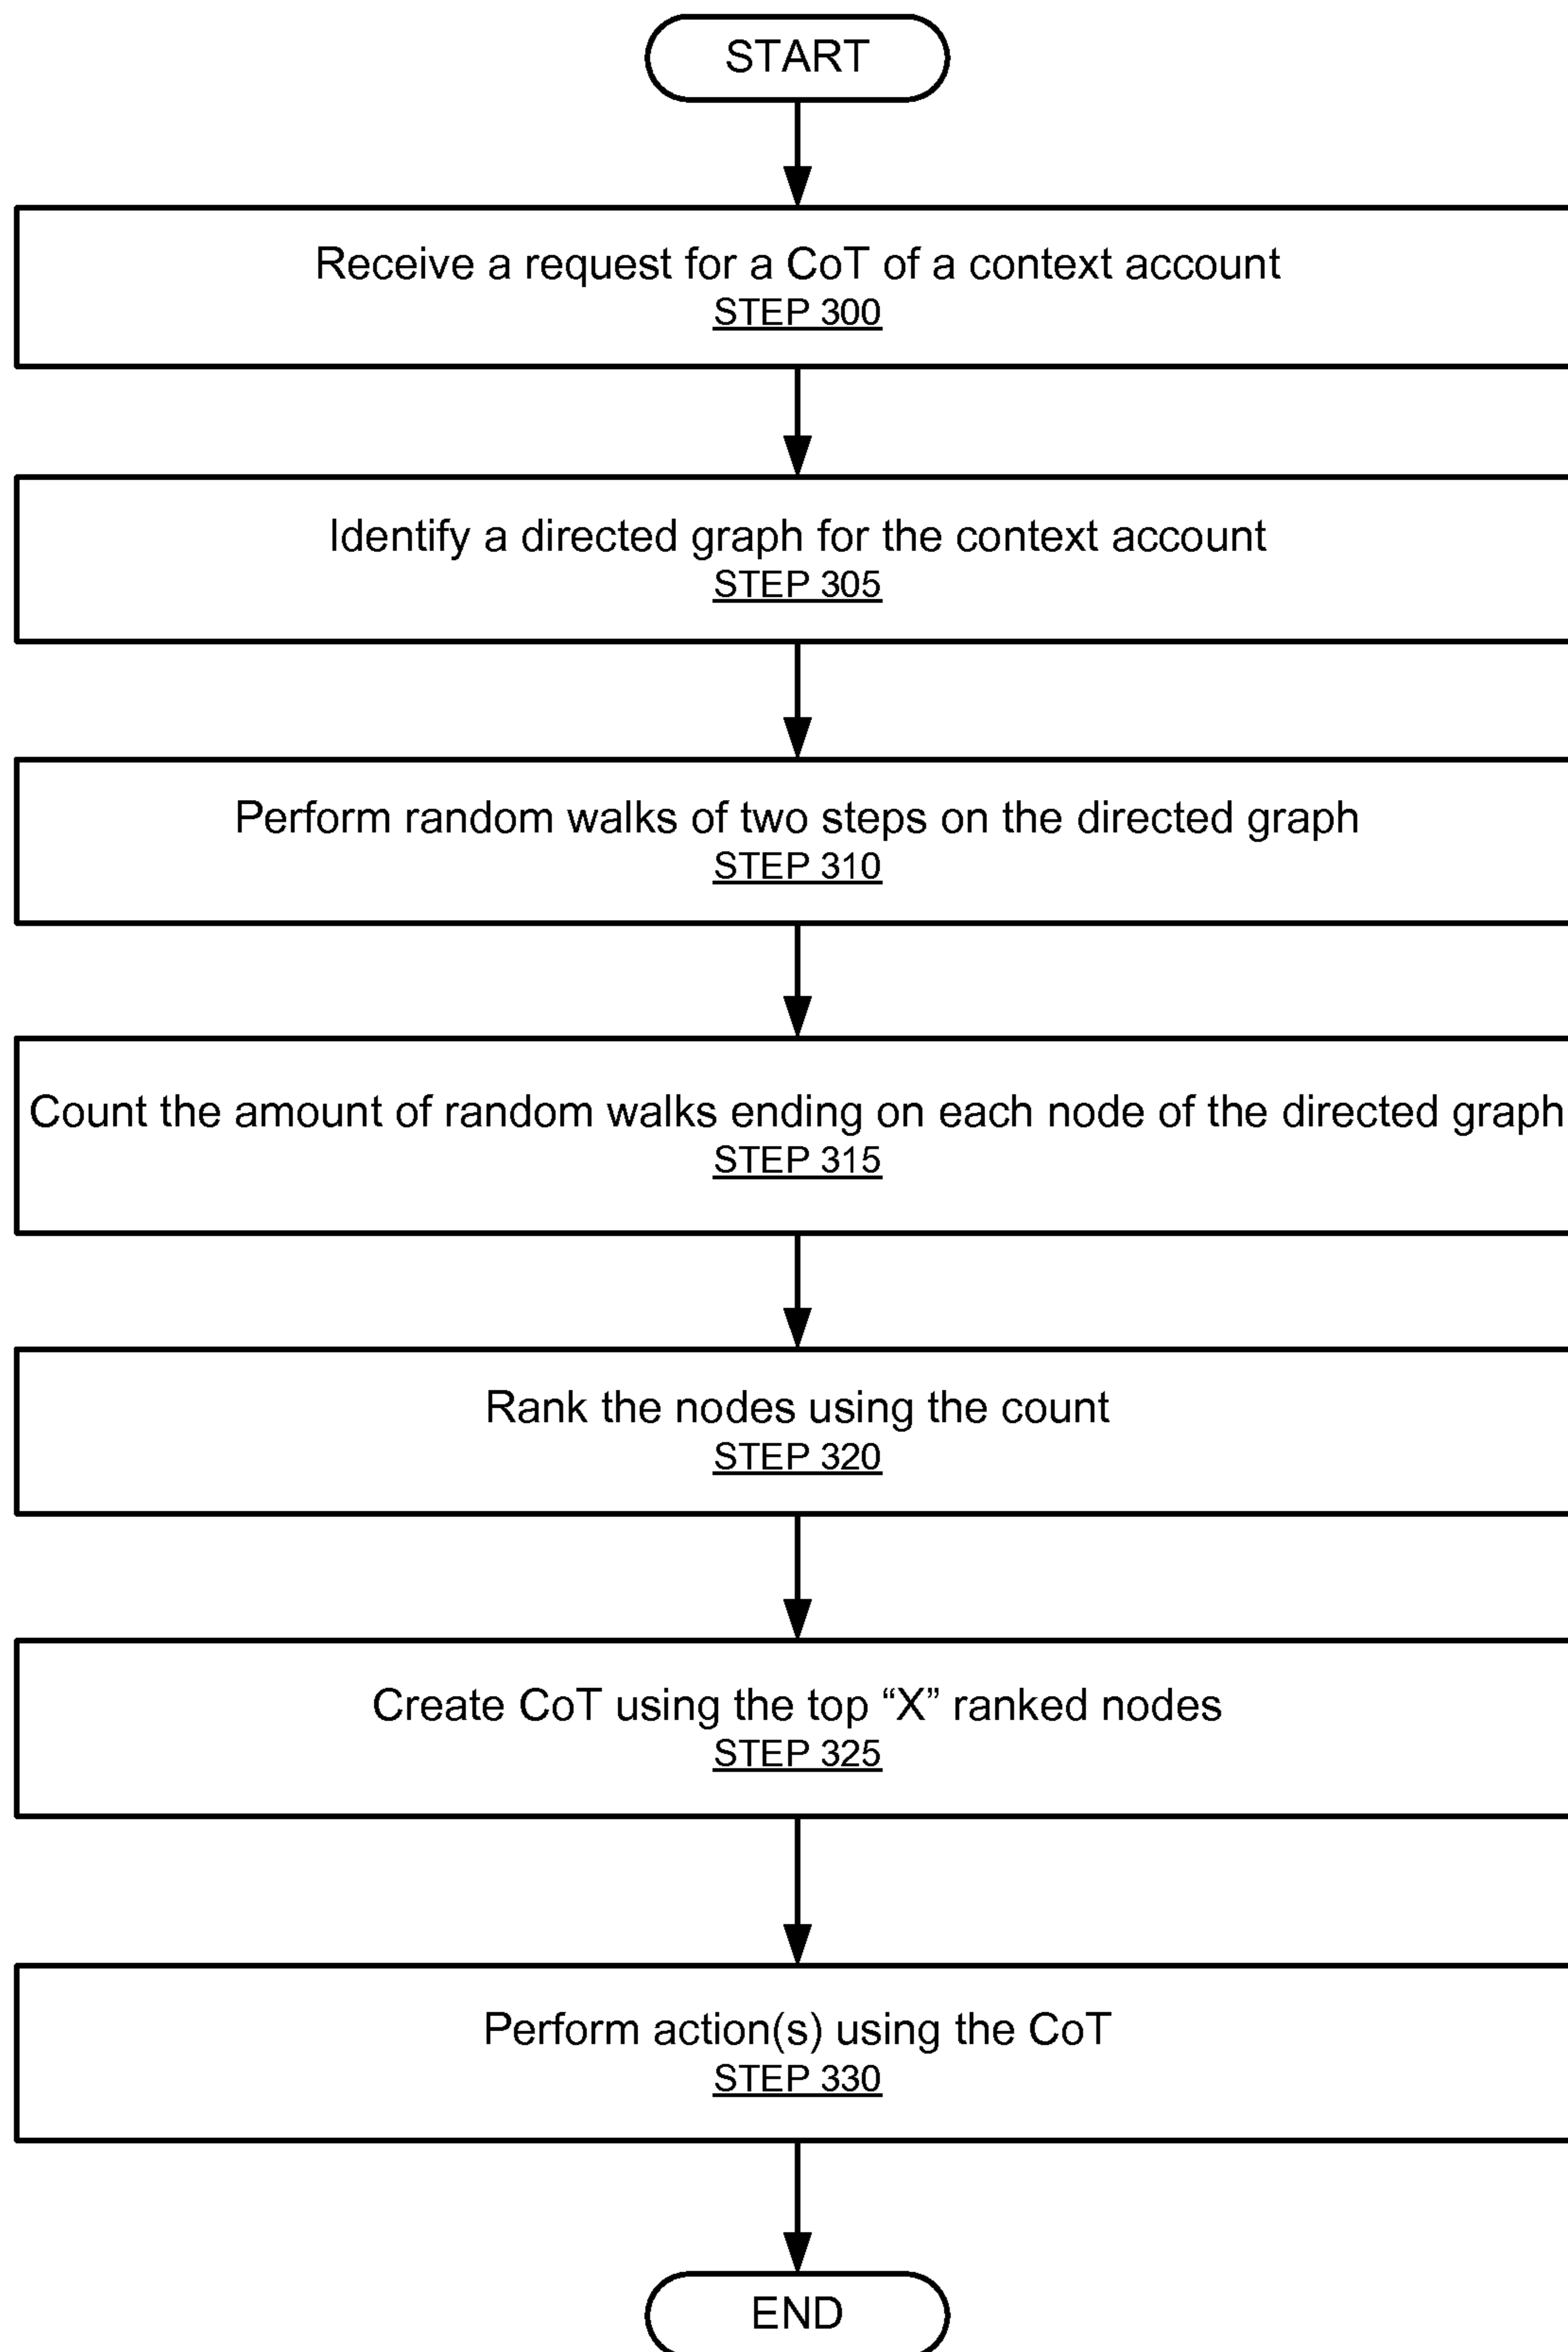 START
Receive a request for a CoT of a context account
STEP 300
Identify a directed graph for the context account
STEP 305
Perform random walks of two steps on the directed graph
STEP 310
Count the amount of random walks ending on each node of the directed graph
STEP 315
Rank the nodes using the count
STEP 320
Create CoT using the top “X” ranked nodes
STEP 325
Perform action(s) using the CoT
STEP 330
END